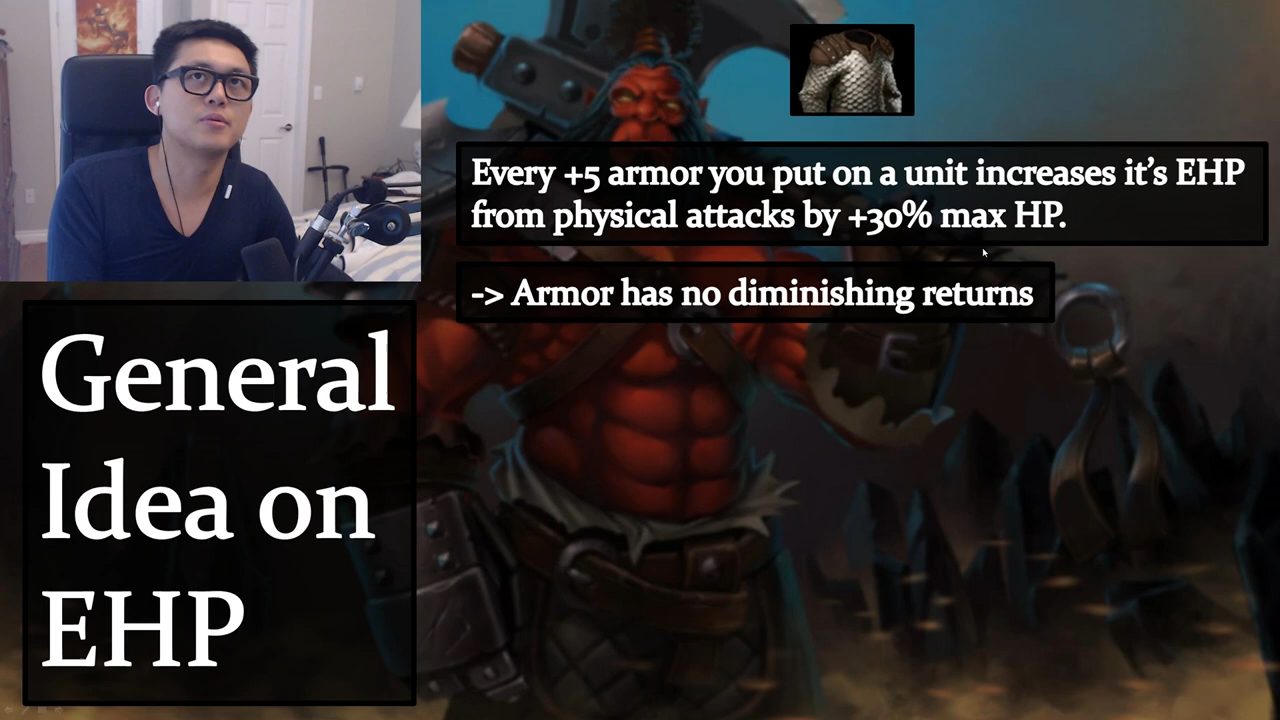 Every +5 armor you put on a unit increases it’s EHP
from physical attacks by +30% max HP.
-> Armor has no diminishing returns
General
Idea on
EHP